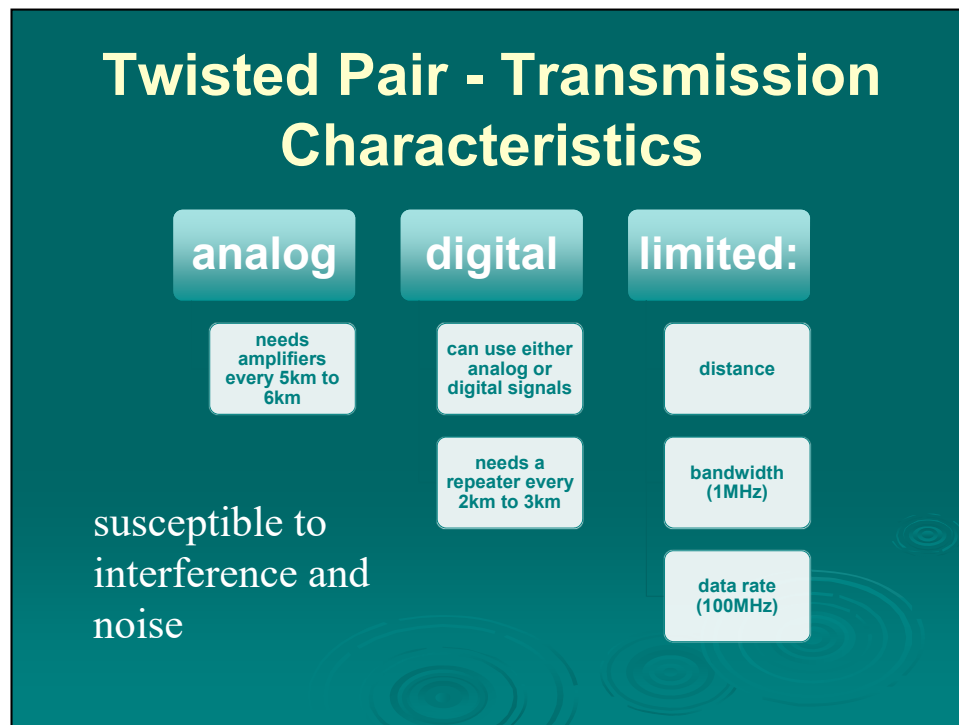 Twisted Pair - Transmission
Characteristics
analog
needs
amplifiers
every 5km to
6km
digital
can use either
analog or
digital signals
needs a
repeater every
2km to 3km
limited:
distance
bandwidth
(1MHz)
data rate
(100MHz)
susceptible to
interference and
noise